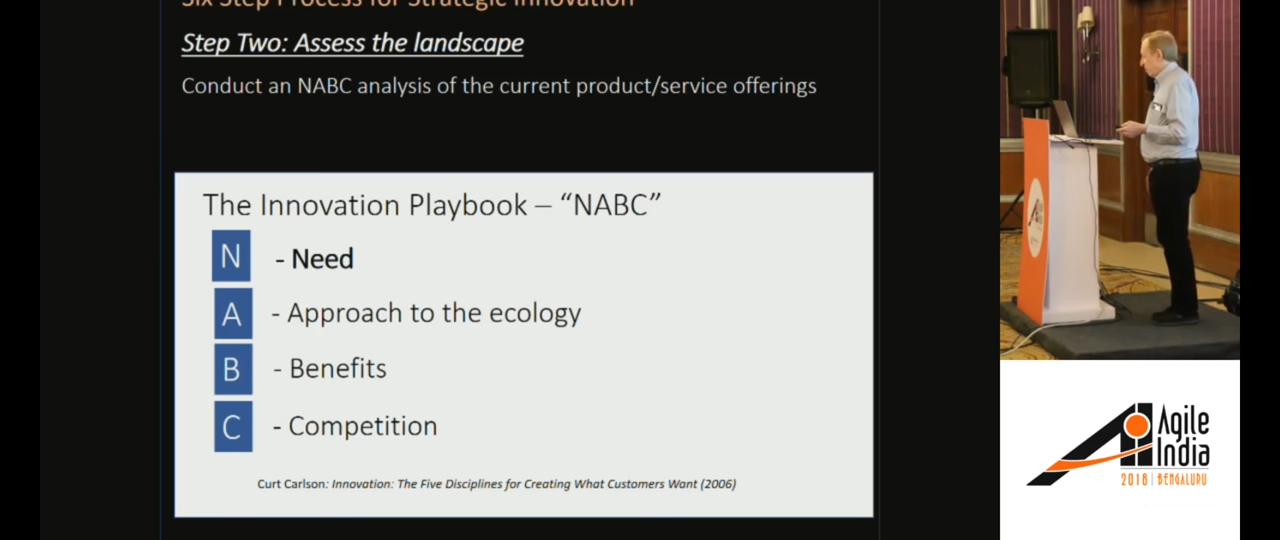 Six Step Process for Strategic Innovation
Step Two: Assess the landscape
Conduct an NABC analysis of the current product/service offerings
The Innovation Playbook – “NABC”
N - Need
A - Approach to the ecology
B - Benefits
C - Competition
Curt Carlson: Innovation: The Five Disciplines for Creating What Customers Want (2006)
Agile
India
2018 | BENGALURU